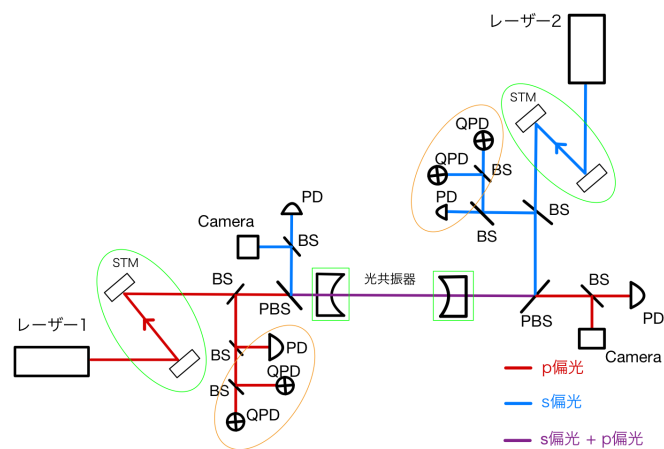 レーザー2
STM
QPD
QPD
BS
PD
BS
BS
PD
Camera
BS
STM
BS
PBS
光共振器
BS
PBS
PD
Camera
レーザー1
BS
PD
BS
QPD
QPD
p偏光
s偏光
s偏光 + p偏光